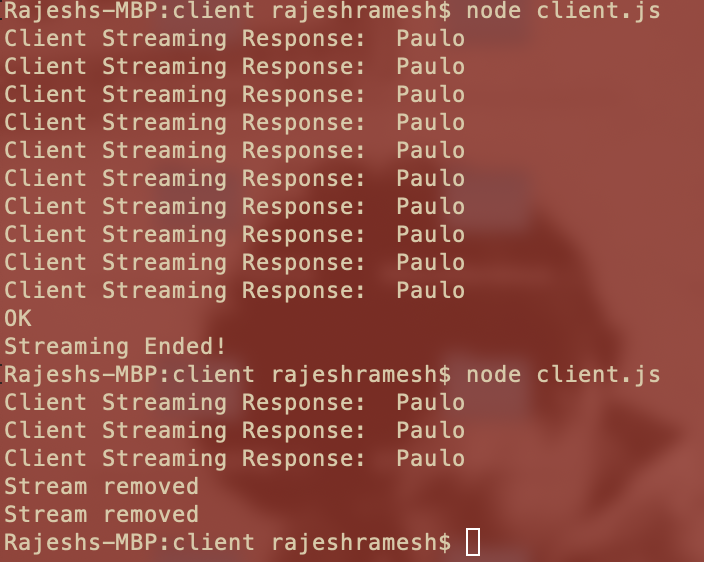 Rajeshs-MBP:client rajeshramesh$ node client.js
Client Streaming Response:  Paulo
Client Streaming Response:  Paulo
Client Streaming Response:  Paulo
Client Streaming Response:  Paulo
Client Streaming Response:  Paulo
Client Streaming Response:  Paulo
Client Streaming Response:  Paulo
Client Streaming Response:  Paulo
Client Streaming Response:  Paulo
Client Streaming Response:  Paulo
OK
Streaming Ended!
Rajeshs-MBP:client rajeshramesh$ node client.js
Client Streaming Response:  Paulo
Client Streaming Response:  Paulo
Client Streaming Response:  Paulo
Stream removed
Stream removed
Rajeshs-MBP:client rajeshramesh$